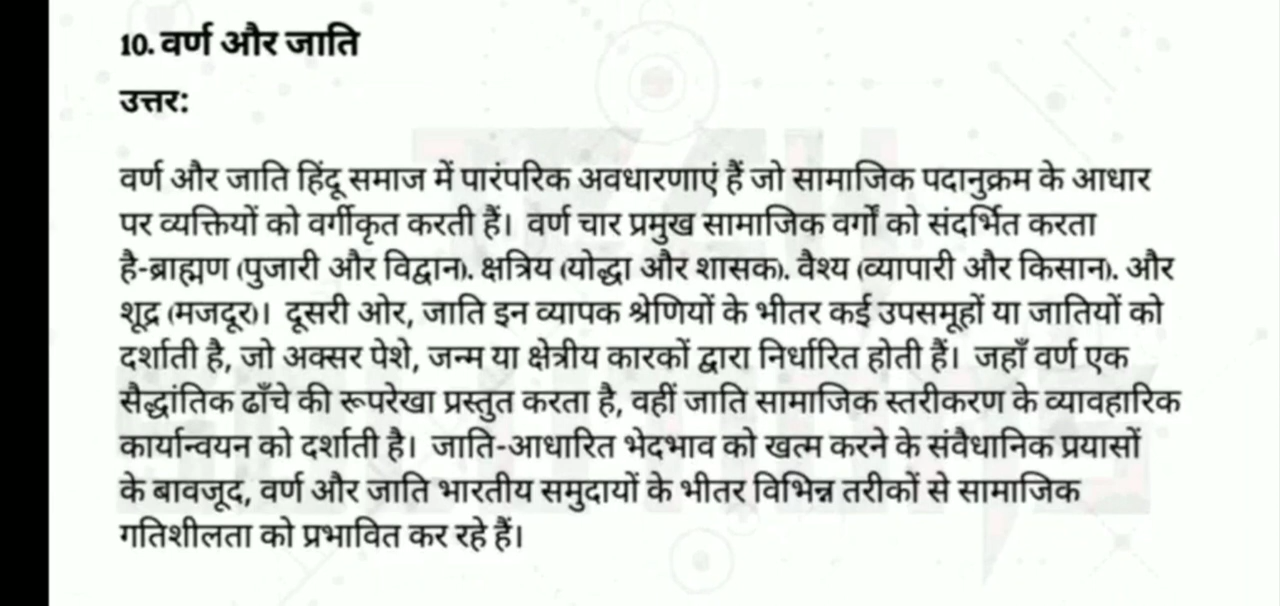 10. वर्ण और जाति
उत्तर:
वर्ण और जाति हिंदू समाज में पारंपरिक अवधारणाएं हैं जो सामाजिक पदानुक्रम के आधार
पर व्यक्तियों को वर्गीकृत करती हैं। वर्ण चार प्रमुख सामाजिक वर्गों को संदर्भित करता
है-ब्राह्मण (पुजारी और विद्वान). क्षत्रिय (योद्धा और शासक). वैश्य (व्यापारी और किसान). और
शूद्र (मजदूर)। दूसरी ओर, जाति इन व्यापक श्रेणियों के भीतर कई उपसमूहों या जातियों को
दर्शाती है, जो अक्सर पेशे, जन्म या क्षेत्रीय कारकों द्वारा निर्धारित होती हैं। जहाँ वर्ण एक
सैद्धांतिक ढाँचे की रूपरेखा प्रस्तुत करता है, वहीं जाति सामाजिक स्तरीकरण के व्यावहारिक
कार्यान्वयन को दर्शाती है। जाति-आधारित भेदभाव को खत्म करने के संवैधानिक प्रयासों
के बावजूद, वर्ण और जाति भारतीय समुदायों के भीतर विभिन्न तरीकों से सामाजिक
गतिशीलता को प्रभावित कर रहे हैं।